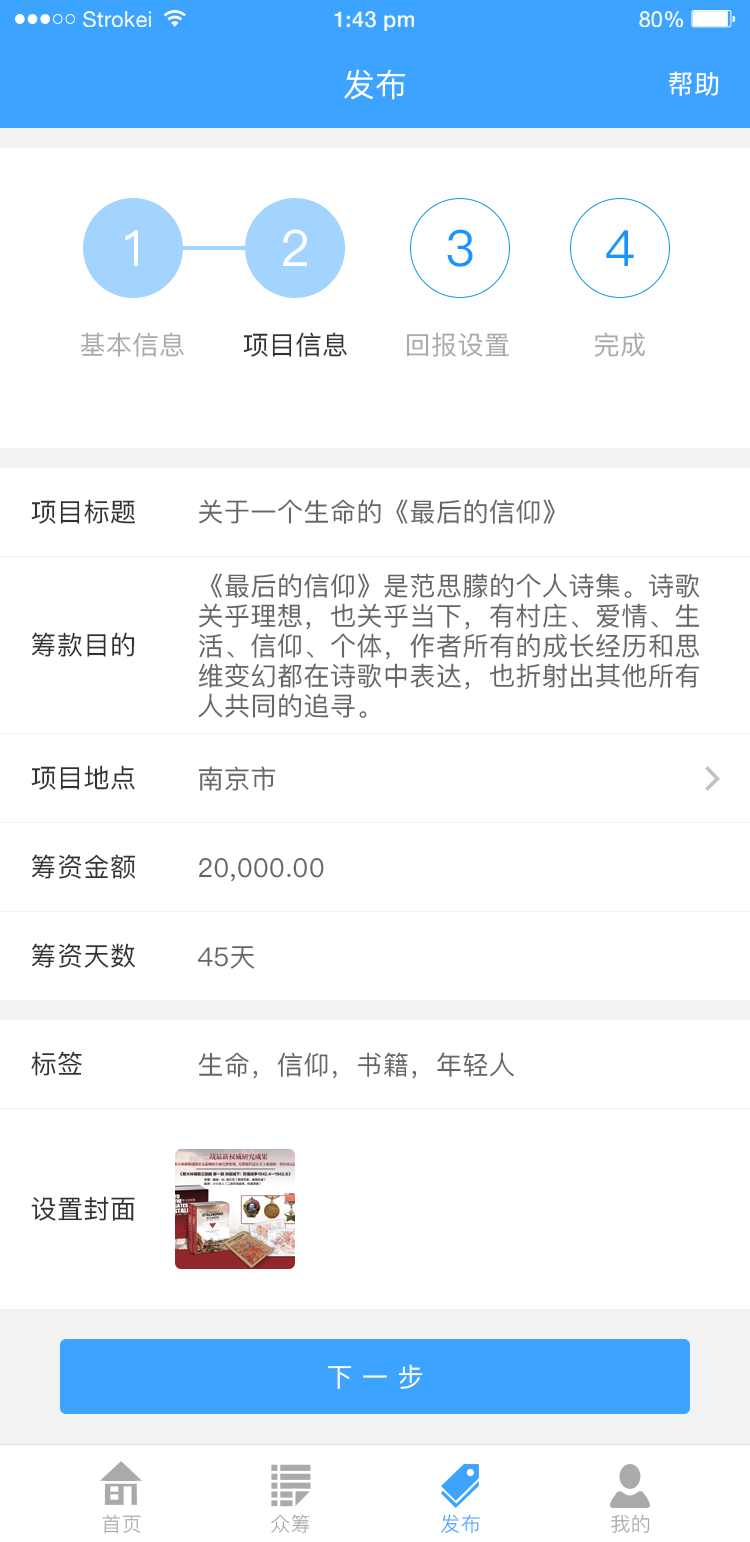 Strokei
1:43 pm
80%
发布
帮助
1
2
3
4
基本信息
项目信息
回报设置
完成
项目标题
关于一个生命的《最后的信仰》
筹款目的
《最后的信仰》是范思朦的个人诗集。诗歌
关乎理想，也关乎当下，有村庄、爱情、生
活、信仰、个体，作者所有的成长经历和思
维变幻都在诗歌中表达，也折射出其他所有
人共同的追寻。
项目地点
南京市
筹资金额
20,000.00
筹资天数
45天
标签
生命，信仰，书籍，年轻人
设置封面
战最新权威研究成果
下一步
首页
众筹
发布
我的